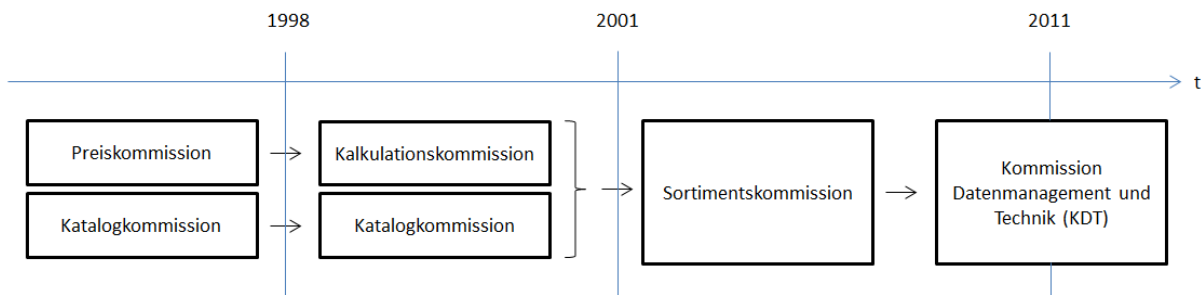 1998
2001
2011
t
Preiskommission
Kalkulationskommission
Katalogkommission
Katalogkommission
Sortimentskommission
Kommission
Datenmanagement und
Technik (KDT)